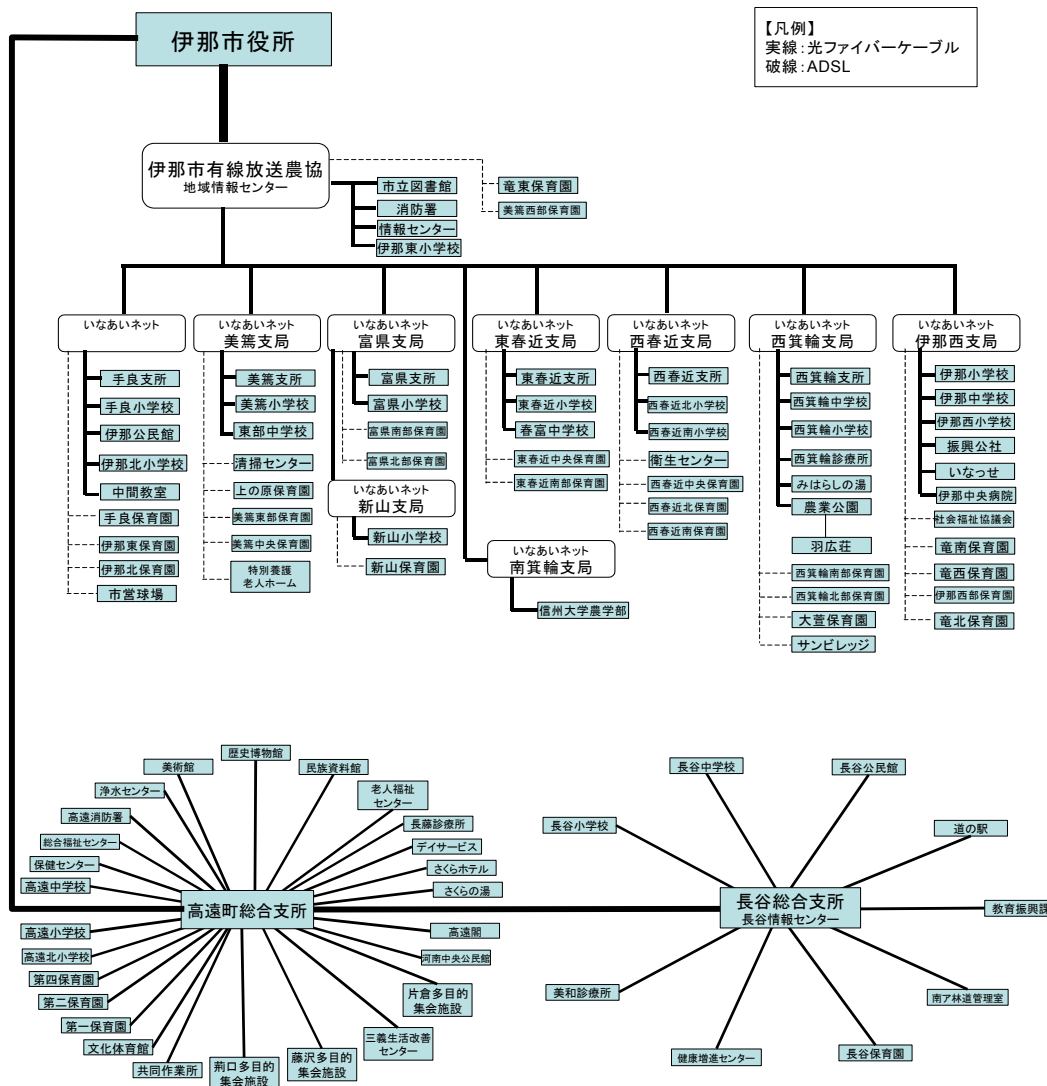 伊那市役所
【凡例】
実線:光ファイバーケーブル
破線:ADSL
伊那市有線放送農協
地域情報センター
市立図書館
消防署
情報センター
伊那東小学校
竜東保育園
美篶西部保育園
いなあいネット
手良支所
手良小学校
伊那公民館
伊那北小学校
中間教室
手良保育園
伊那東保育園
伊那北保育園
市営球場
いなあいネット
美篶支局
美篶支所
美篶小学校
東部中学校
清掃センター
上の原保育園
美篶東部保育園
美篶中央保育園
特別養護
老人ホーム
いなあいネット
富県支局
富県支所
富県小学校
富県南部保育園
富県北部保育園
いなあいネット
新山支局
新山小学校
新山保育園
いなあいネット
東春近支局
東春近支所
東春近小学校
春富中学校
東春近中央保育園
東春近南部保育園
いなあいネット
南箕輪支局
信州大学農学部
いなあいネット
西春近支局
西春近支所
西春近北小学校
西春近南小学校
衛生センター
西春近中央保育園
西春近北保育園
西春近南保育園
いなあいネット
西箕輪支局
西箕輪支所
西箕輪中学校
西箕輪小学校
西箕輪診療所
みはらしの湯
農業公園
羽広荘
西箕輪南部保育園
西箕輪北部保育園
大萱保育園
サンビレッジ
いなあいネット
伊那西支局
伊那小学校
伊那中学校
伊那西小学校
振興公社
いなっせ
伊那中央病院
社会福祉協議会
竜南保育園
竜西保育園
伊那西部保育園
竜北保育園
歴史博物館
美術館
民族資料館
浄水センター
老人福祉
センター
高遠消防署
長藤診療所
総合福祉センター
デイサービス
保健センター
さくらホテル
高遠中学校
さくらの湯
高遠町総合支所
高遠小学校
高遠閣
高遠北小学校
河南中央公民館
第四保育園
片倉多目的
集会施設
第二保育園
第一保育園
三義生活改善
センター
文化体育館
藤沢多目的
集会施設
共同作業所
荊口多目的
集会施設
長谷中学校
長谷公民館
長谷小学校
道の駅
長谷総合支所
長谷情報センター
教育振興課
美和診療所
南ア林道管理室
健康増進センター
長谷保育園